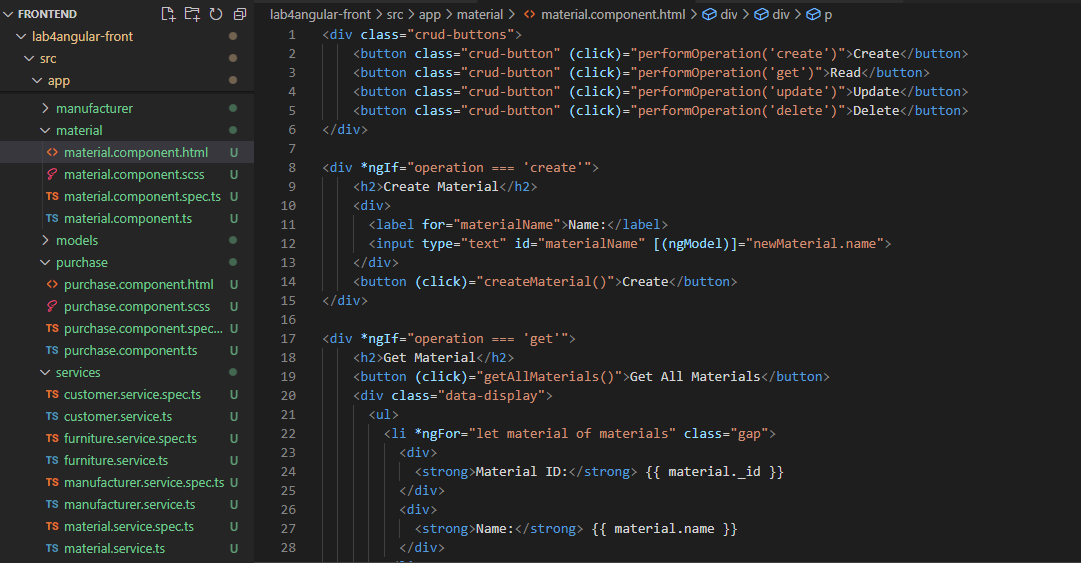 FRONTEND
lab4angular-front
src
app
manufacturer
material
material.component.html U
material.component.scss U
material.component.spec.ts U
material.component.ts U
models
purchase
purchase.component.html U
purchase.component.scss U
purchase.component.spec... U
purchase.component.ts U
services
TS customer.service.spec.ts U
TS customer.service.ts U
TS furniture.service.spec.ts U
TS furniture.service.ts U
TS manufacturer.service.spec.ts U
TS manufacturer.service.ts U
TS material.service.spec.ts U
TS material.service.ts U
lab4angular-front > src > app > material > <> material.component.html > div > div > p
1 <div class="crud-buttons">
2 <button class="crud-button" (click)="performOperation('create')">Create</button>
3 <button class="crud-button" (click)="performOperation('get')">Read</button>
4 <button class="crud-button" (click)="performOperation('update')">Update</button>
5 <button class="crud-button" (click)="performOperation('delete')">Delete</button>
6 </div>
7
8 <div *ngIf="operation === 'create'">
9 <h2>Create Material</h2>
10 <div>
11 <label for="materialName">Name:</label>
12 <input type="text" id="materialName" [(ngModel)]="newMaterial.name">
13 </div>
14 <button (click)="createMaterial()">Create</button>
15 </div>
16
17 <div *ngIf="operation === 'get'">
18 <h2>Get Material</h2>
19 <button (click)="getAllMaterials()">Get All Materials</button>
20 <div class="data-display">
21 <ul>
22 <li *ngFor="let material of materials" class="gap">
23 <div>
24 <strong>Material ID:</strong> {{ material._id }}
25 </div>
26 <div>
27 <strong>Name:</strong> {{ material.name }}
28 </div>